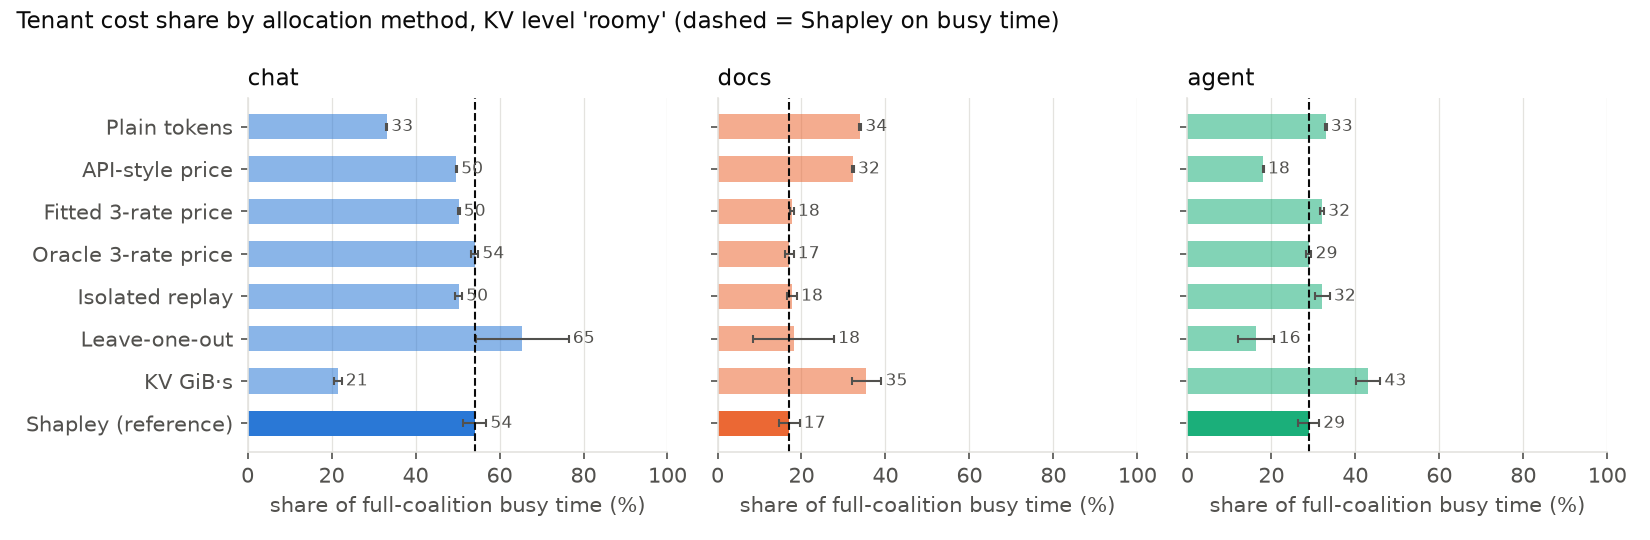 Tenant cost share by allocation method, KV level 'roomy' (dashed = Shapley on busy time)
chat
docs
agent
Plain tokens 33 34 33
API-style price 50 32 18
Fitted 3-rate price 50 18 32
Oracle 3-rate price 54 17 29
Isolated replay 50 18 32
Leave-one-out 65 18 16
KV GiB·s 21 35 43
Shapley (reference) 54 17 29
0 20 40 60 80 100
0 20 40 60 80 100
0 20 40 60 80 100
share of full-coalition busy time (%)
share of full-coalition busy time (%)
share of full-coalition busy time (%)